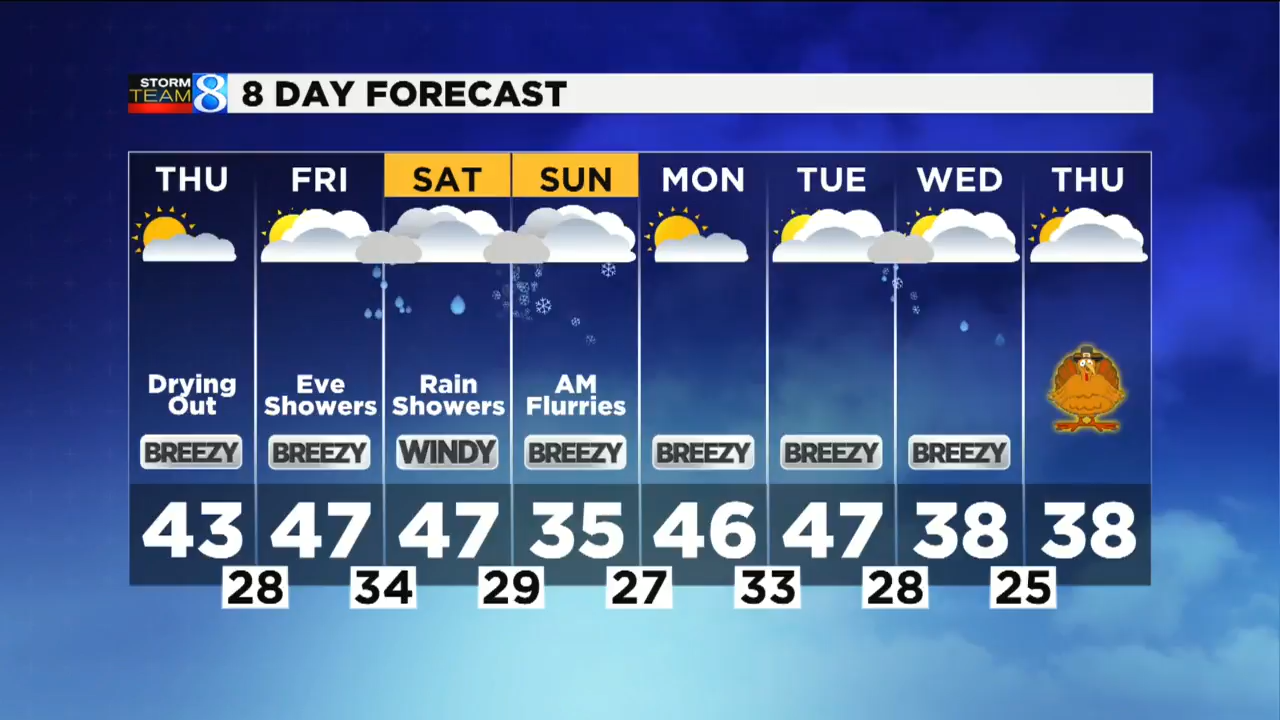 STORM
TEAM 8
8 DAY FORECAST
THU FRI SAT SUN MON TUE WED THU
Drying Eve Rain AM
Out Showers Showers Flurries
BREEZY BREEZY WINDY BREEZY BREEZY BREEZY BREEZY
43 47 47 35 46 47 38 38
28 34 29 27 33 28 25